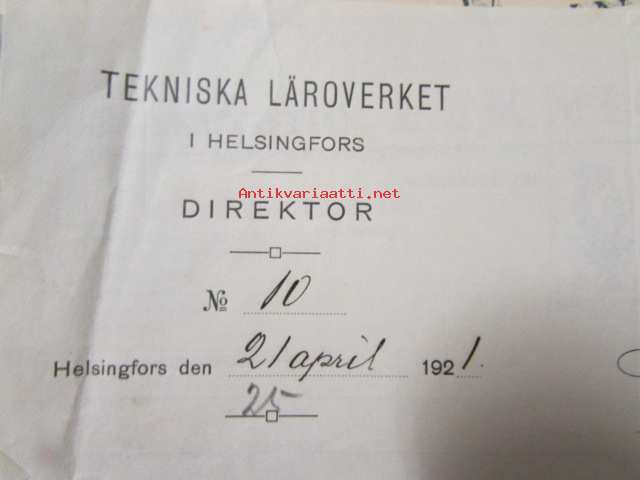 TEKNISKA LÄROVERKET
I HELSINGFORS
Antikvariaatti.net
DIREKTOR
No 10
Helsingfors den 21 april 1921.
25